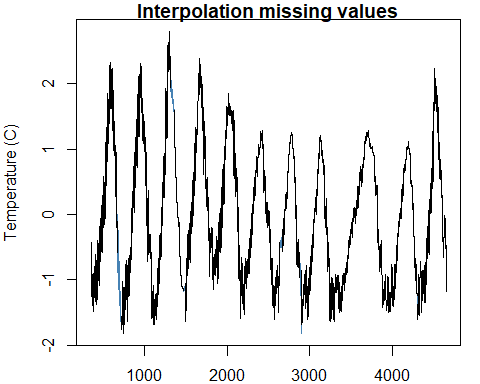 Interpolation missing values
Temperature (C)
2
1
0
-1
-2
1000 2000 3000 4000